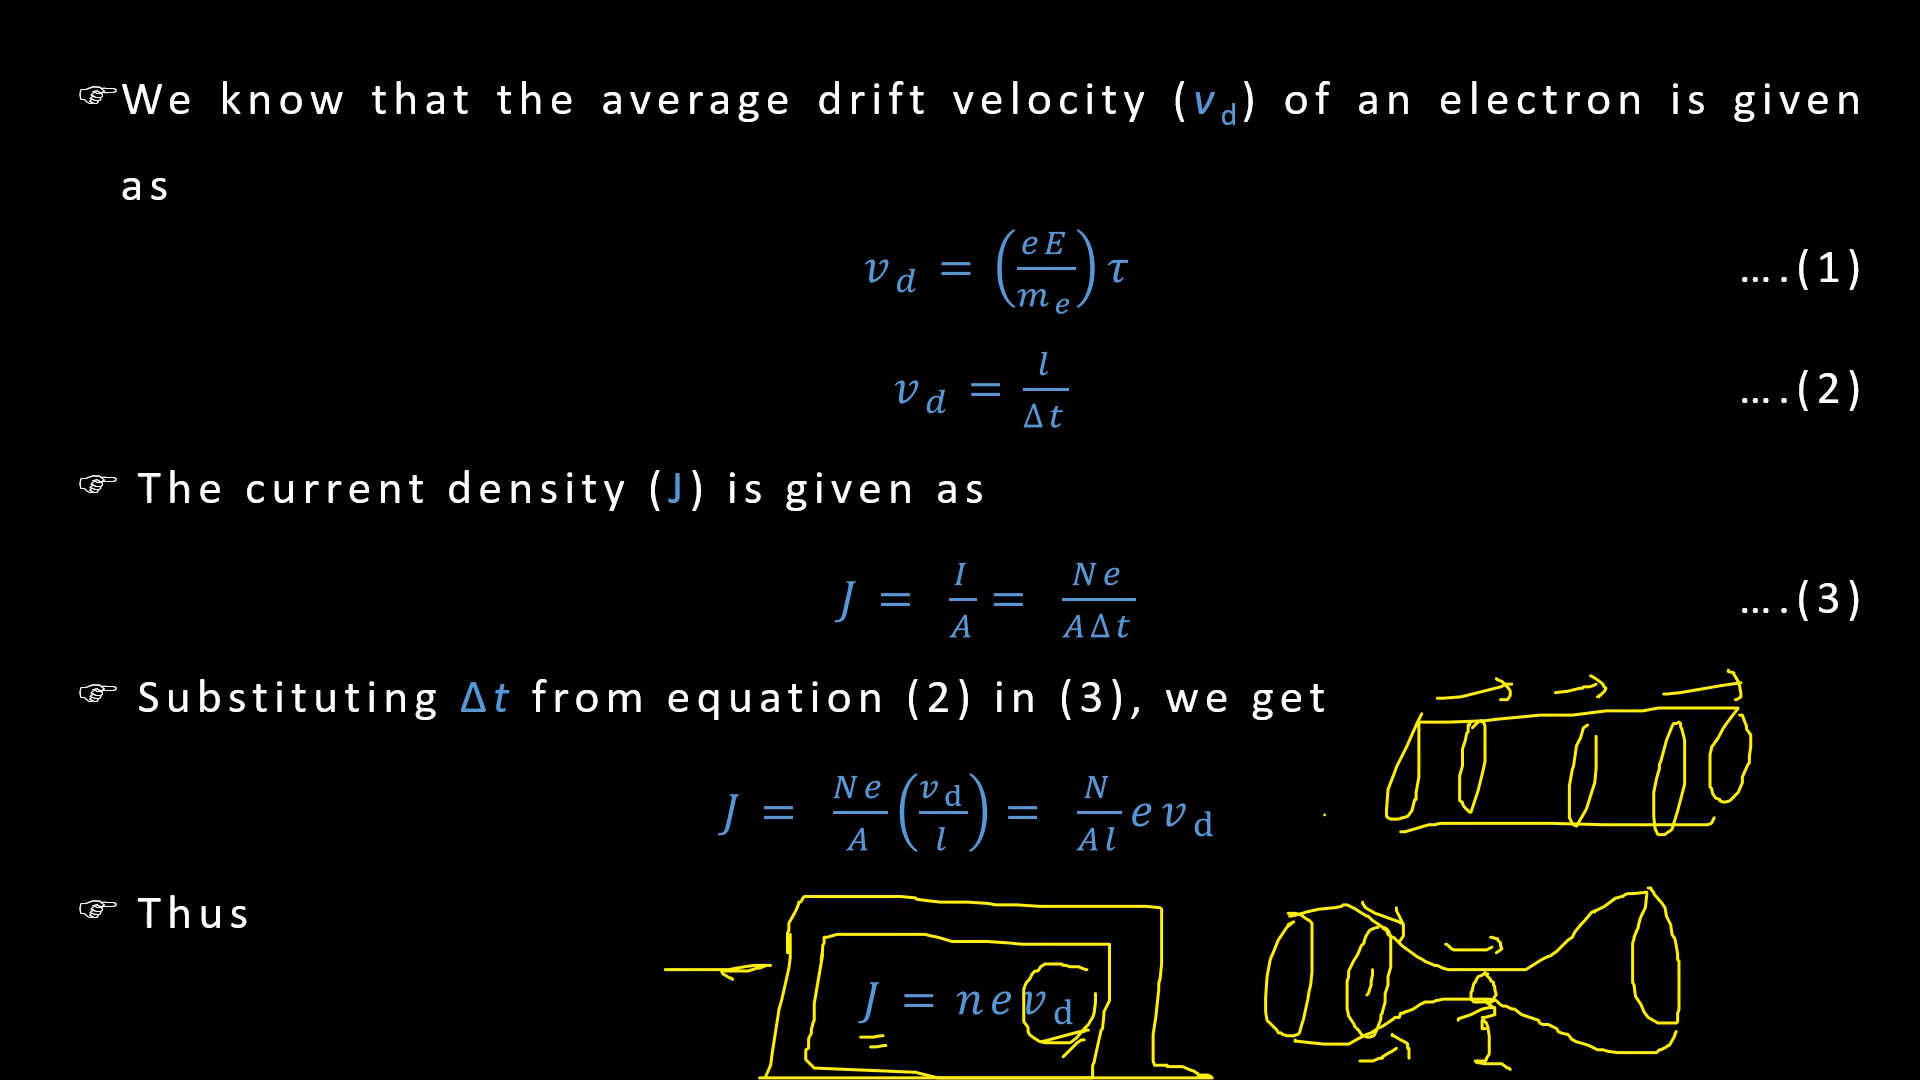 ☞We know that the average drift velocity (v_d) of an electron is given
as
v_d = (eE/m_e) τ ....(1)
v_d = l/Δt ....(2)
☞ The current density (J) is given as
J = I/A = Ne/AΔt ....(3)
☞ Substituting Δt from equation (2) in (3), we get
J = Ne/A (v_d/l) = N/Al e v_d
☞ Thus
J = nev_d
I